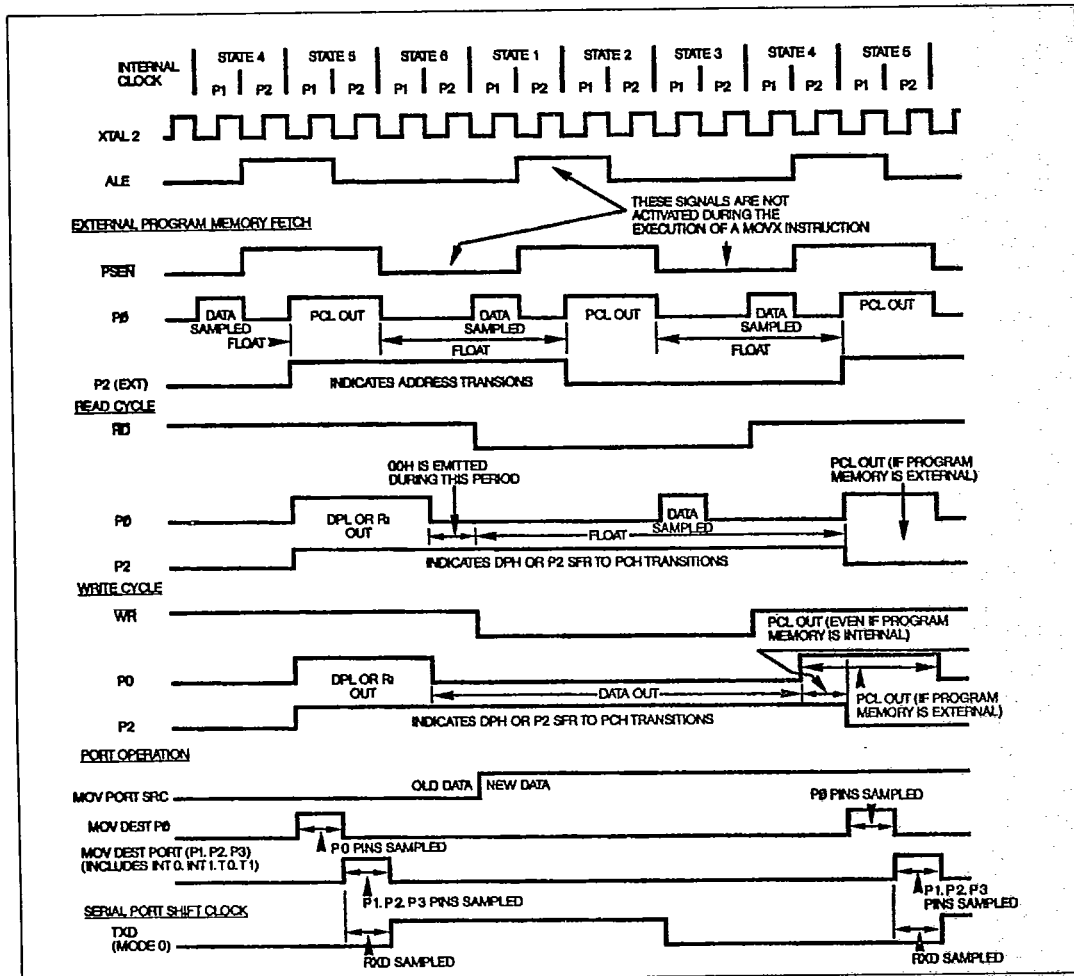 INTERNAL CLOCK
STATE 4 STATE 5 STATE 6 STATE 1 STATE 2 STATE 3 STATE 4 STATE 5
P1 P2 P1 P2 P1 P2 P1 P2 P1 P2 P1 P2 P1 P2 P1 P2
XTAL 2
ALE
THESE SIGNALS ARE NOT
ACTIVATED DURING THE
EXECUTION OF A MOVX INSTRUCTION
EXTERNAL PROGRAM MEMORY FETCH
PSEN
P0
DATA PCL OUT DATA PCL OUT DATA PCL OUT
SAMPLED SAMPLED SAMPLED
FLOAT FLOAT FLOAT
P2 (EXT)
INDICATES ADDRESS TRANSIONS
READ CYCLE
RD
00H IS EMITTED
DURING THIS PERIOD
PCL OUT (IF PROGRAM
MEMORY IS EXTERNAL)
P0
DPL OR Ri
OUT
DATA
SAMPLED
FLOAT
P2
INDICATES DPH OR P2 SFR TO PCH TRANSITIONS
WRITE CYCLE
WR
PCL OUT (EVEN IF PROGRAM
MEMORY IS INTERNAL)
P0
DPL OR Ri
OUT
DATA OUT
PCL OUT (IF PROGRAM
MEMORY IS EXTERNAL)
P2
INDICATES DPH OR P2 SFR TO PCH TRANSITIONS
PORT OPERATION
OLD DATA NEW DATA
MOV PORT SRC
P0 PINS SAMPLED
MOV DEST P0
P0 PINS SAMPLED
MOV DEST PORT (P1. P2. P3)
(INCLUDES INT 0. INT 1. T 0. T 1)
P1. P2. P3 PINS SAMPLED
P1. P2. P3
PINS SAMPLED
SERIAL PORT SHIFT CLOCK
TXD
(MODE 0)
RXD SAMPLED
RXD SAMPLED